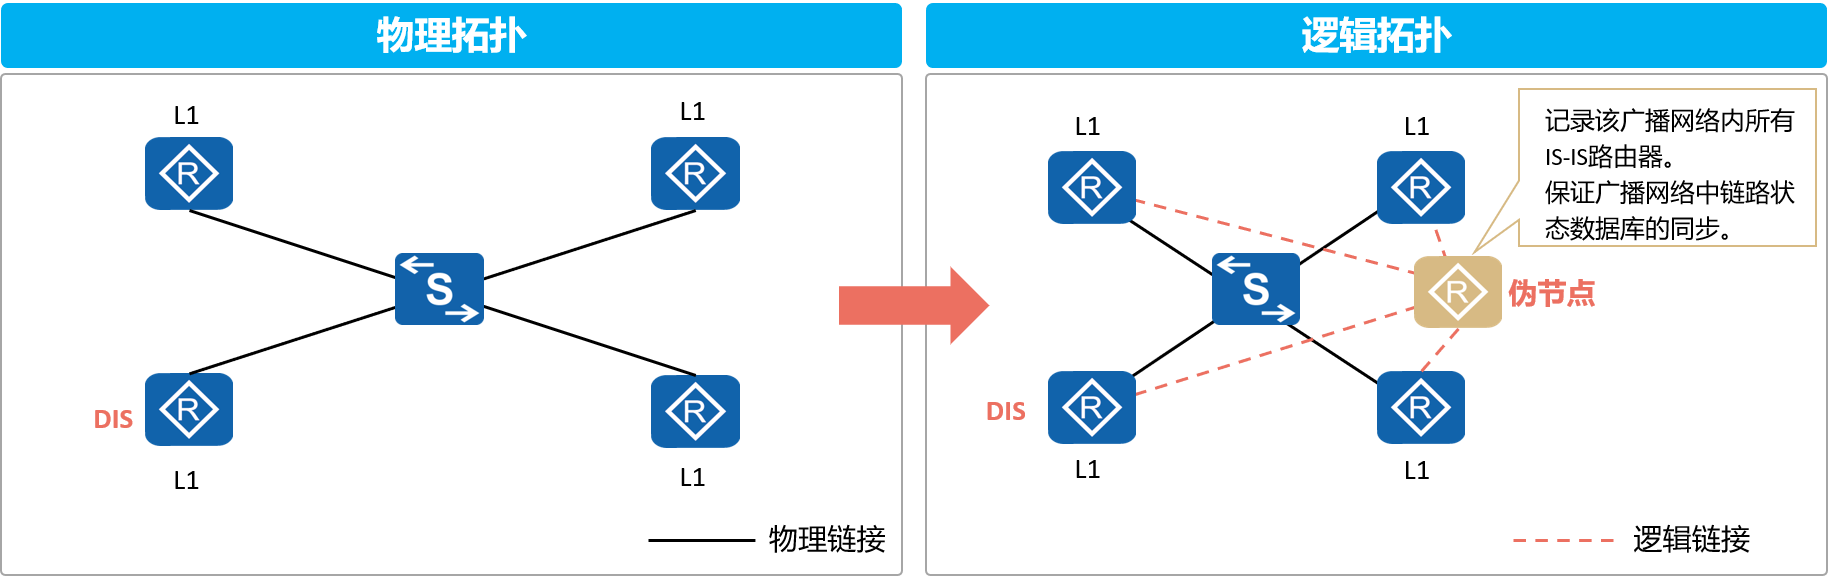 物理拓扑
L1
L1
R
R
S
R
R
DIS
L1
L1
物理链接
逻辑拓扑
L1
L1
记录该广播网络内所有
IS-IS路由器。
保证广播网络中链路状
态数据库的同步。
R
R
S
R
伪节点
R
R
DIS
L1
L1
逻辑链接